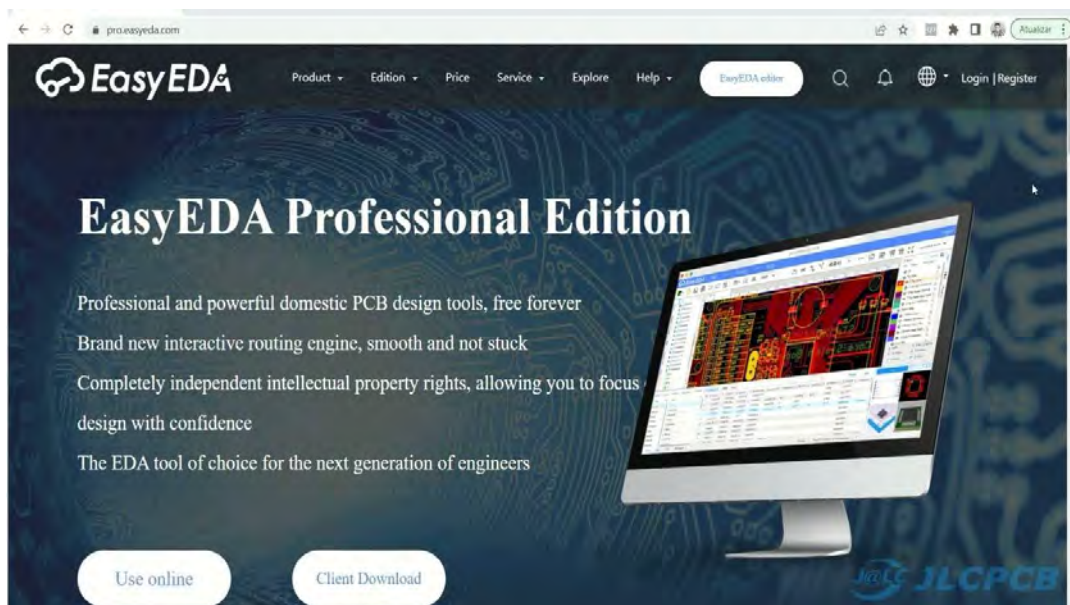 pro.easyeda.com
Atualizar
EasyEDA
Product Edition Price Service Explore Help EasyEDA editor Login | Register
EasyEDA Professional Edition
Professional and powerful domestic PCB design tools, free forever
Brand new interactive routing engine, smooth and not stuck
Completely independent intellectual property rights, allowing you to focus
design with confidence
The EDA tool of choice for the next generation of engineers
Use online Client Download
JLCPCB